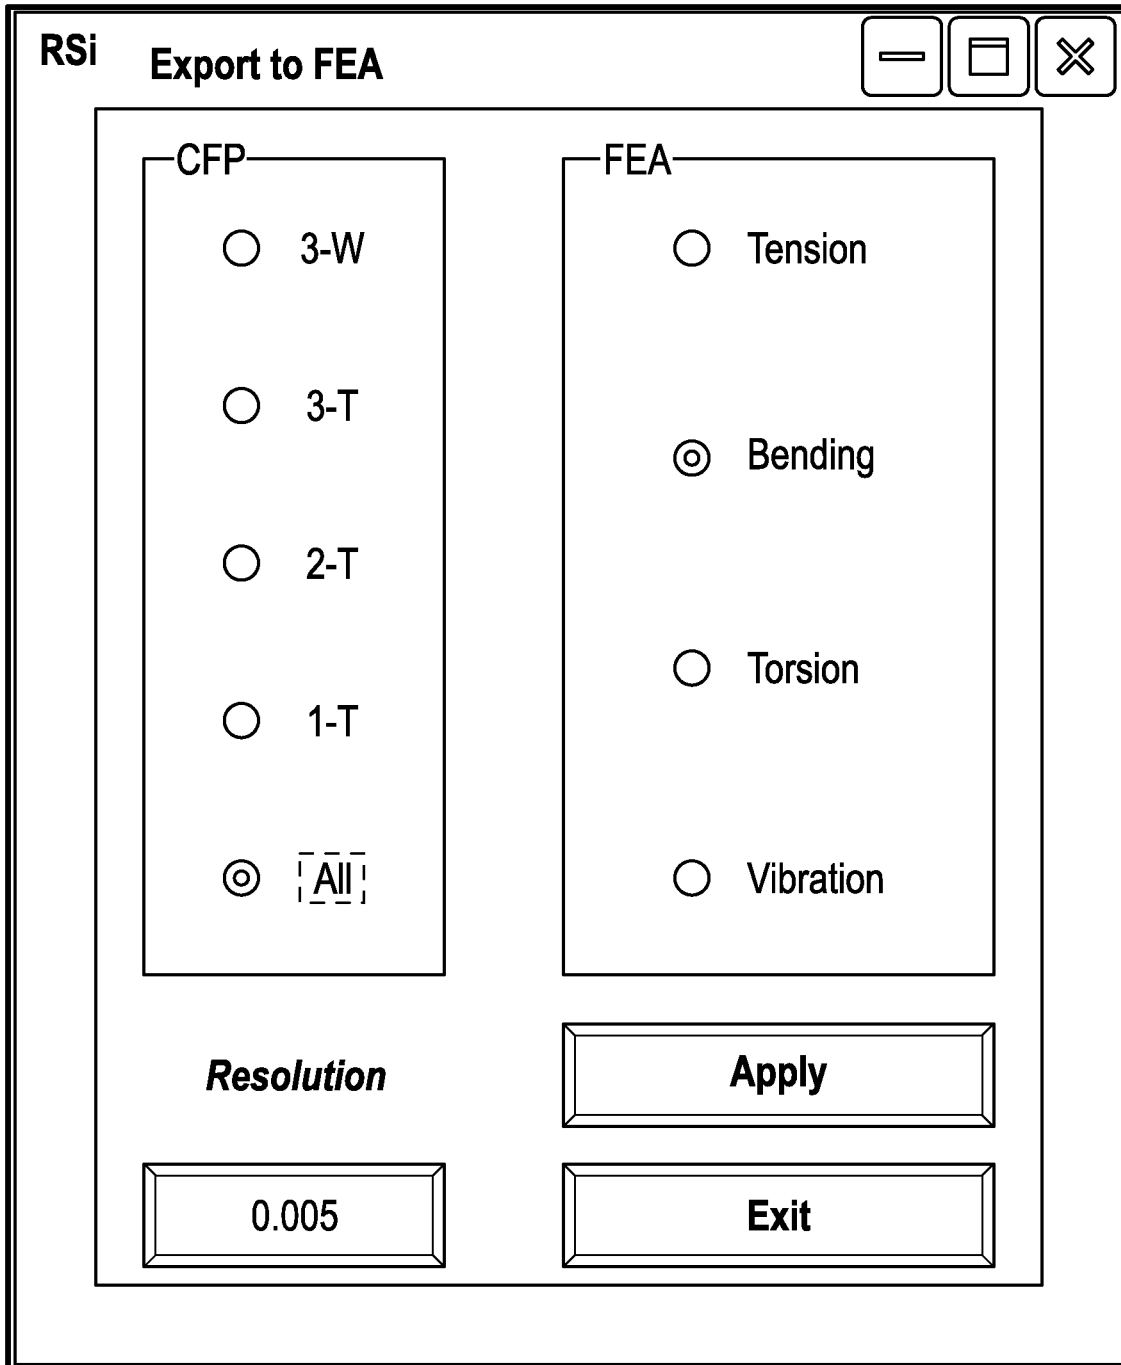 RSi
Export to FEA
CFP
3-W
3-T
2-T
1-T
All
FEA
Tension
Bending
Torsion
Vibration
Resolution
0.005
Apply
Exit